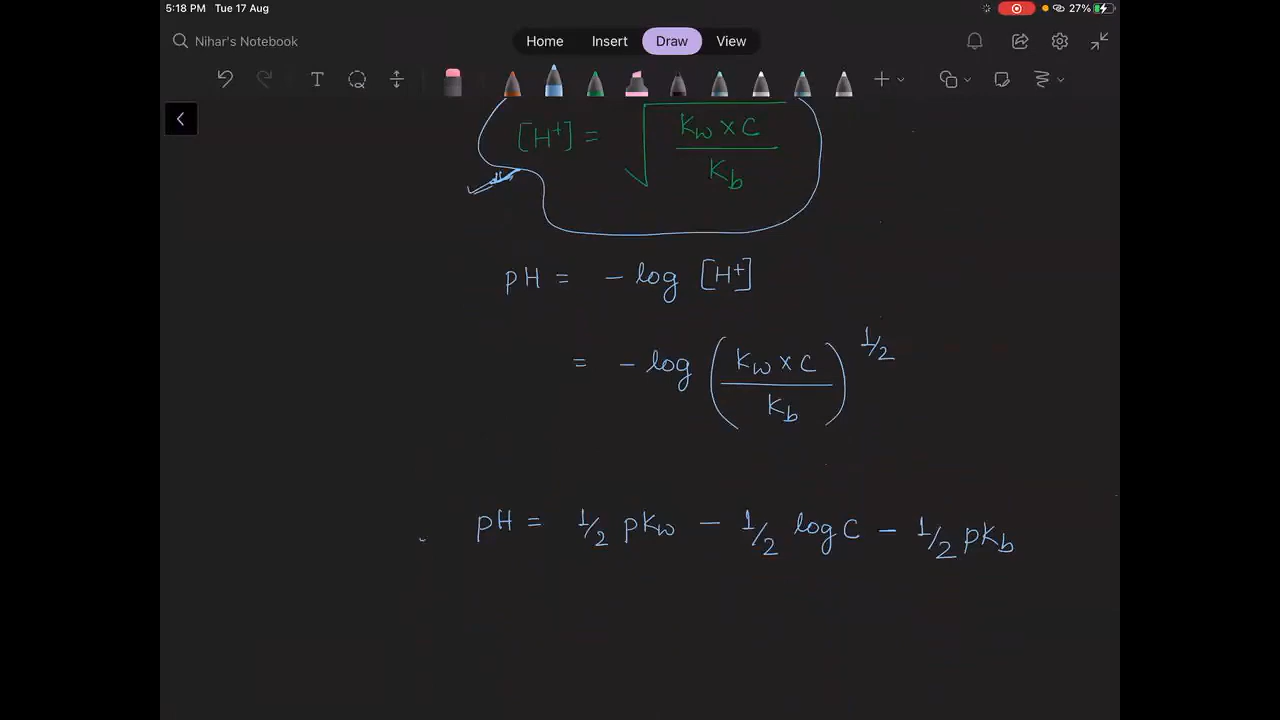 5:18 PM Tue 17 Aug 27%
Nihar's Notebook Home Insert Draw View
[H+] = √(Kw x C / Kb)
pH = - log [H+]
= - log (Kw x C / Kb)^1/2
pH = 1/2 pKw - 1/2 log C - 1/2 pKb